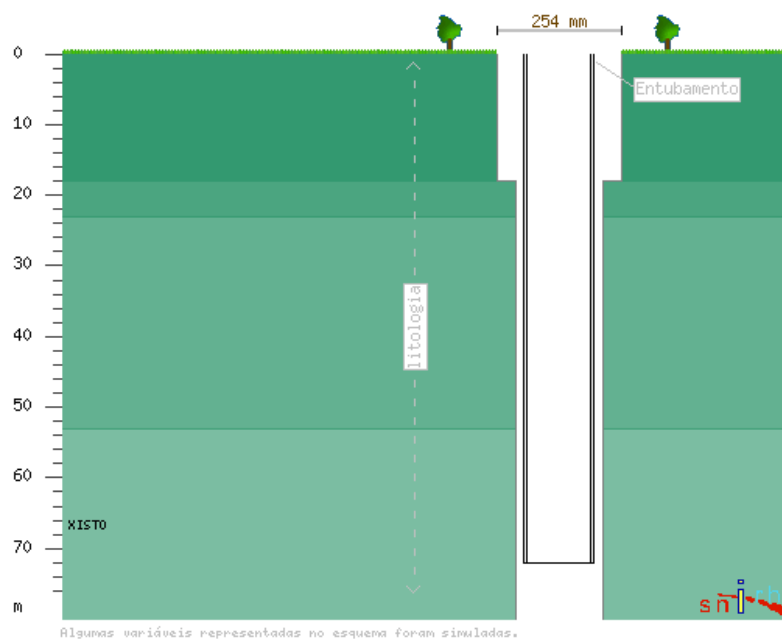 254 mm
0
Entubamento
10
20
30
litologia
40
50
60
XISTO
70
m
snirh
Algumas variáveis representadas no esquema foram simuladas.